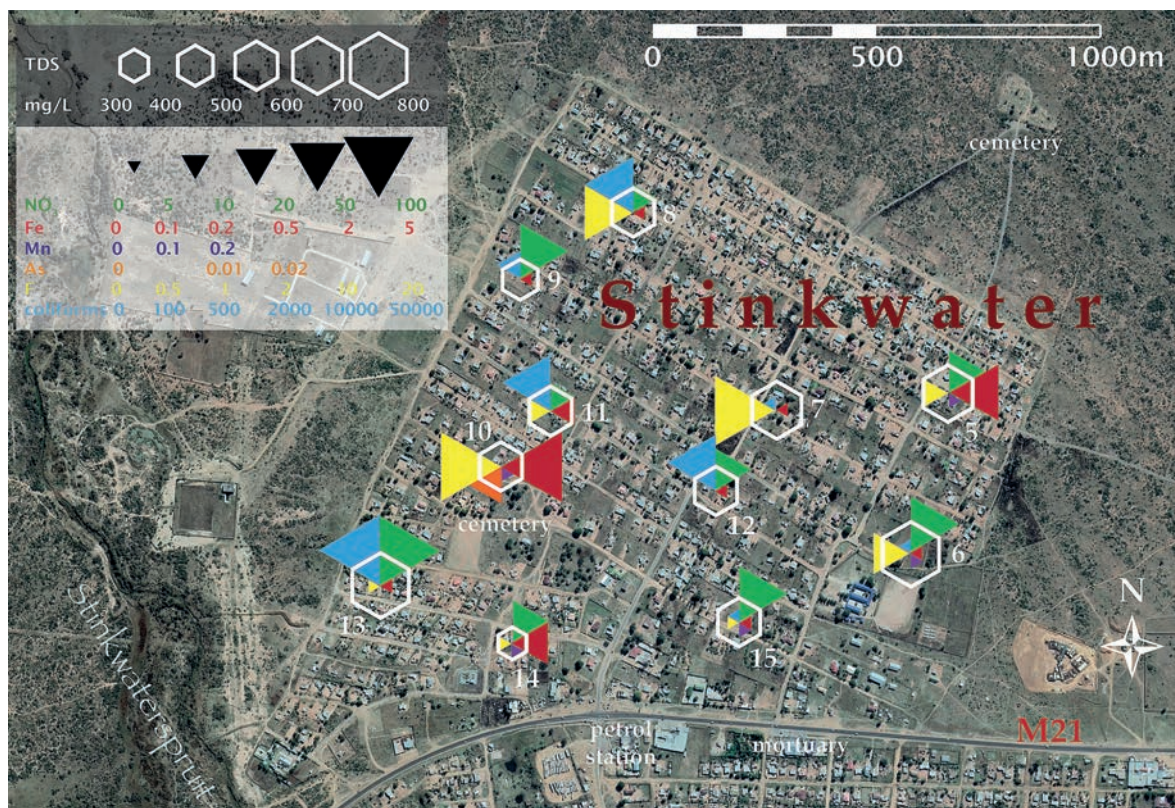 TDS
mg/L 300 400 500 600 700 800
NO 0 5 10 20 50 100
Fe 0 0.1 0.2 0.5 2 5
Mn 0 0.1 0.2
As 0 0.01 0.02
F 0 0.5 1 2 10 20
coliforms 0 100 500 2000 10000 50000
0 500 1000m
cemetery
8
9
Stinkwater
5
7
11
10
12
cemetery
6
13
14
15
N
Stinkwaterspruit
petrol
station
mortuary
M21